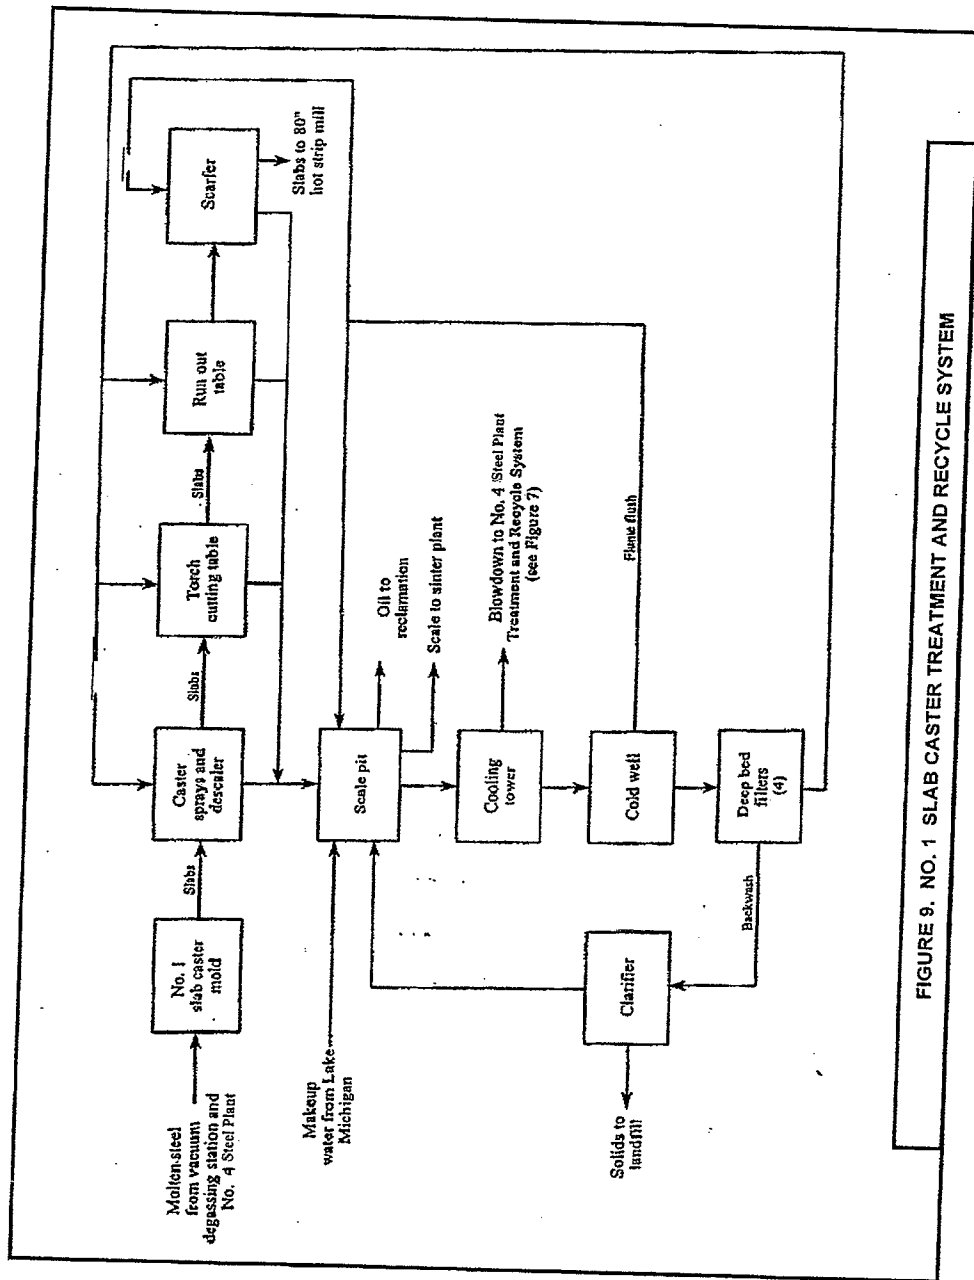 Molten steel
from vacuum
degassing station and
No. 4 Steel Plant
No. 1
slab caster
mold
Slabs
Caster
sprays and
descaler
Slabs
Torch
cutting table
Slabs
Run out
table
Scarfer
Slabs to 80"
hot strip mill
Makeup
water from Lake
Michigan
Scale pit
Oil to
reclamation
Scale to sinter plant
Cooling
tower
Blowdown to No. 4 Steel Plant
Treatment and Recycle System
(see Figure 7)
Cold well
Flume flush
Deep bed
filters
(4)
Backwash
Clarifier
Solids to
landfill
FIGURE 9. NO. 1 SLAB CASTER TREATMENT AND RECYCLE SYSTEM